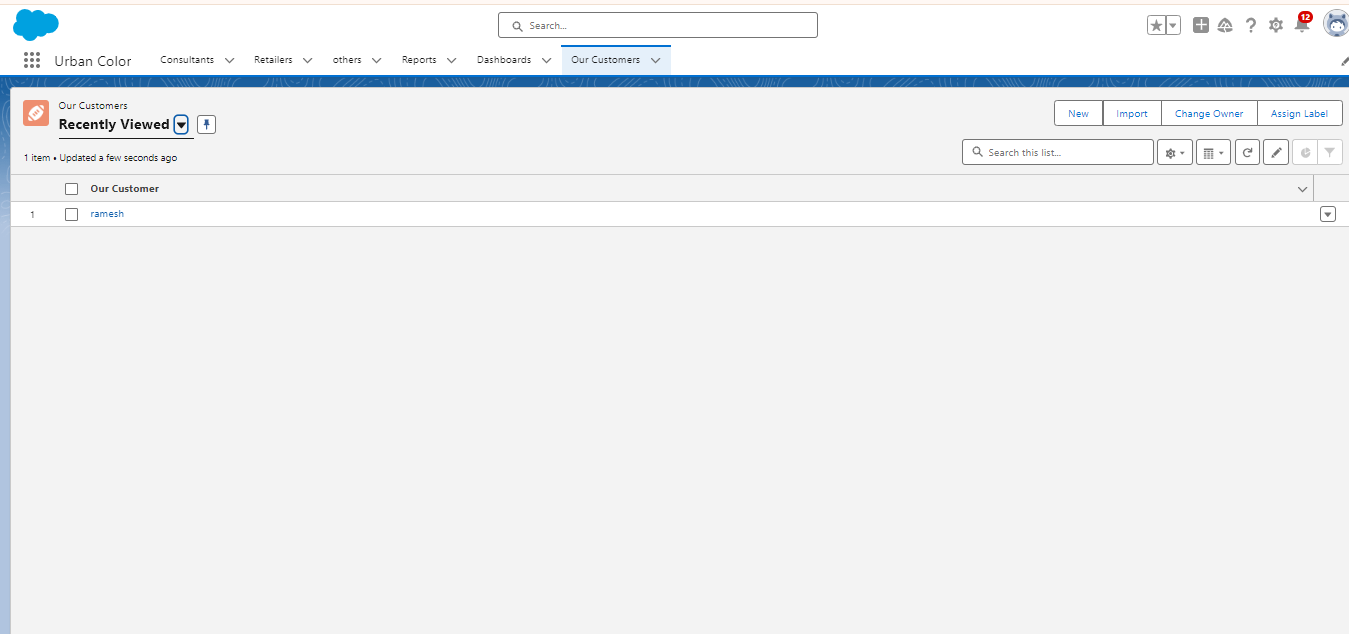 Search...
12
Urban Color
Consultants
Retailers
others
Reports
Dashboards
Our Customers
Our Customers
Recently Viewed
New
Import
Change Owner
Assign Label
1 item • Updated a few seconds ago
Search this list...
Our Customer
1
ramesh